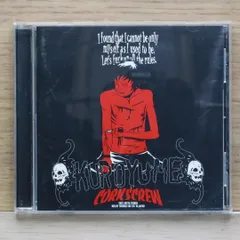 I found that I cannot be only
myself as I used to be.
Let's fuck all the rules.
KUROYUME
CORKSCREW